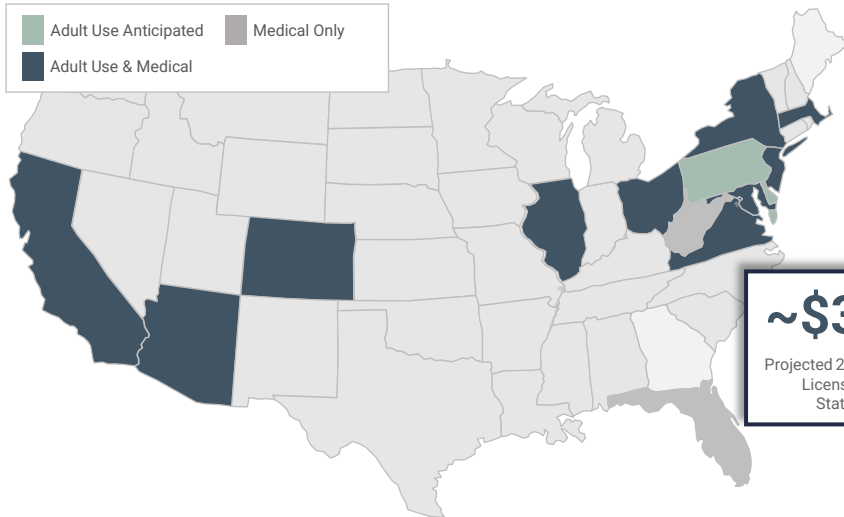 Adult Use Anticipated
Medical Only
Adult Use & Medical
~$3
Projected 2
Licens
Stat